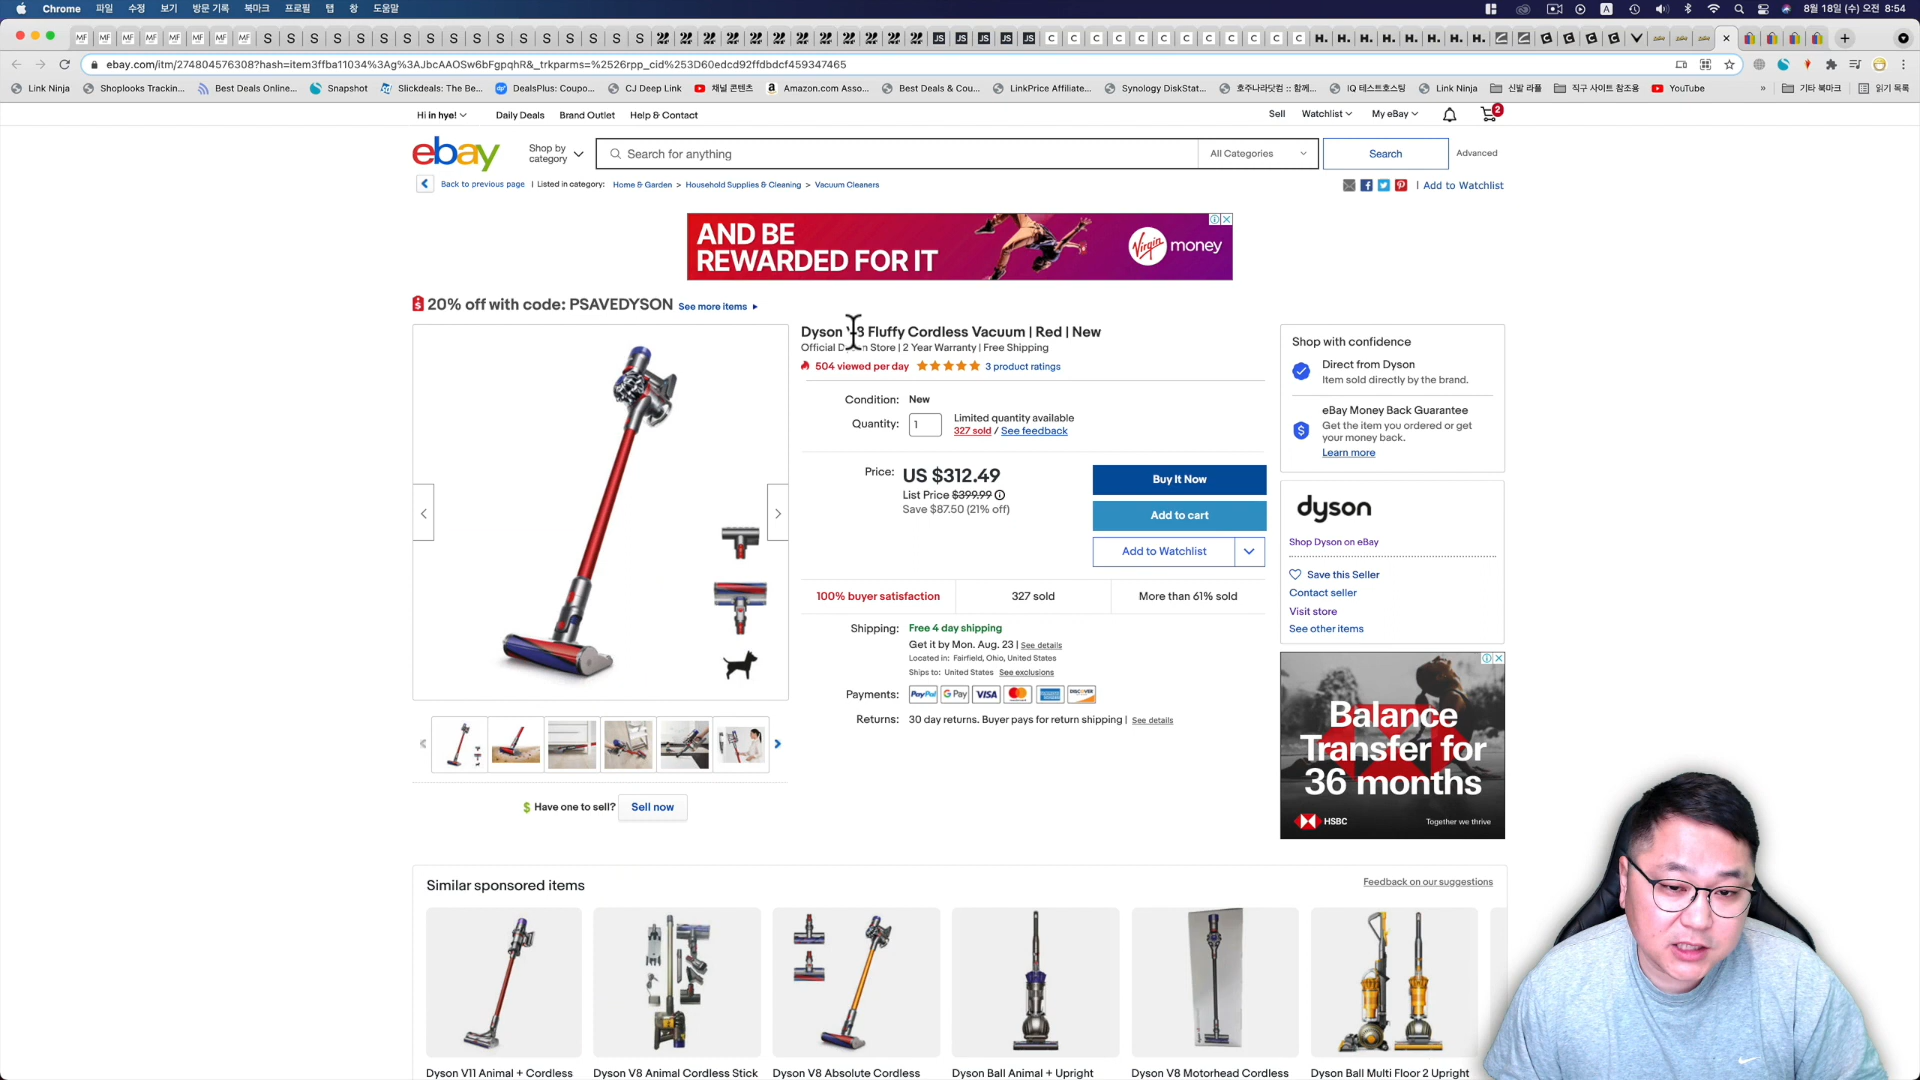 Chrome 파일 수정 보기 방문 기록 북마크 프로필 탭 창 도움말
A 8월 18일 (수) 오전 8:54
ebay.com/itm/274804576308?hash=item3ffba11034%3Ag%3AJbcAAOSw6bFgpqhR&_trkparms=%2526rpp_cid%253D60edcd92ffdbdcf459347465
Link Ninja Shoplooks Trackin... Best Deals Online... Snapshot Slickdeals: The Be... DealsPlus: Coupo... CJ Deep Link 채널 콘텐츠 Amazon.com Asso... Best Deals & Cou... LinkPrice Affiliate... Synology DiskStat... 호주나라닷컴 :: 함께... IQ 테스트호스팅 Link Ninja 신발 라플 직구 사이트 참조용 YouTube » 기타 북마크 읽기 목록
Hi in hye! Daily Deals Brand Outlet Help & Contact
Sell Watchlist My eBay 2
ebay Shop by category Search for anything All Categories Search Advanced
Back to previous page | Listed in category: Home & Garden > Household Supplies & Cleaning > Vacuum Cleaners
| Add to Watchlist
AND BE
REWARDED FOR IT
Virgin money
20% off with code: PSAVEDYSON See more items
Dyson V8 Fluffy Cordless Vacuum | Red | New
Official Dyson Store | 2 Year Warranty | Free Shipping
504 viewed per day 3 product ratings
Condition: New
Quantity: 1 Limited quantity available
327 sold / See feedback
Price: US $312.49
List Price $399.99
Save $87.50 (21% off)
Buy It Now
Add to cart
Add to Watchlist
100% buyer satisfaction 327 sold More than 61% sold
Shipping: Free 4 day shipping
Get it by Mon. Aug. 23 | See details
Located in: Fairfield, Ohio, United States
Ships to: United States See exclusions
Payments: PayPal G Pay VISA DISCOVER
Returns: 30 day returns. Buyer pays for return shipping | See details
Have one to sell? Sell now
Shop with confidence
Direct from Dyson
Item sold directly by the brand.
eBay Money Back Guarantee
Get the item you ordered or get
your money back.
Learn more
dyson
Shop Dyson on eBay
Save this Seller
Contact seller
Visit store
See other items
Balance
Transfer for
36 months
HSBC Together we thrive
Similar sponsored items
Feedback on our suggestions
Dyson V11 Animal + Cordless Dyson V8 Animal Cordless Stick Dyson V8 Absolute Cordless Dyson Ball Animal + Upright Dyson V8 Motorhead Cordless Dyson Ball Multi Floor 2 Upright